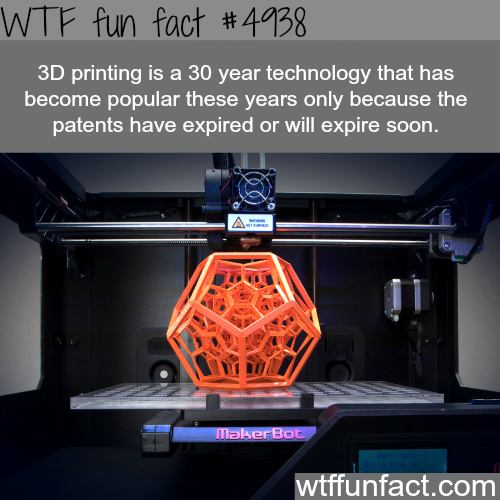 WTF fun fact #4938
3D printing is a 30 year technology that has
become popular these years only because the
patents have expired or will expire soon.
WARNING
HOT SURFACE
MakerBot
wtffunfact.com